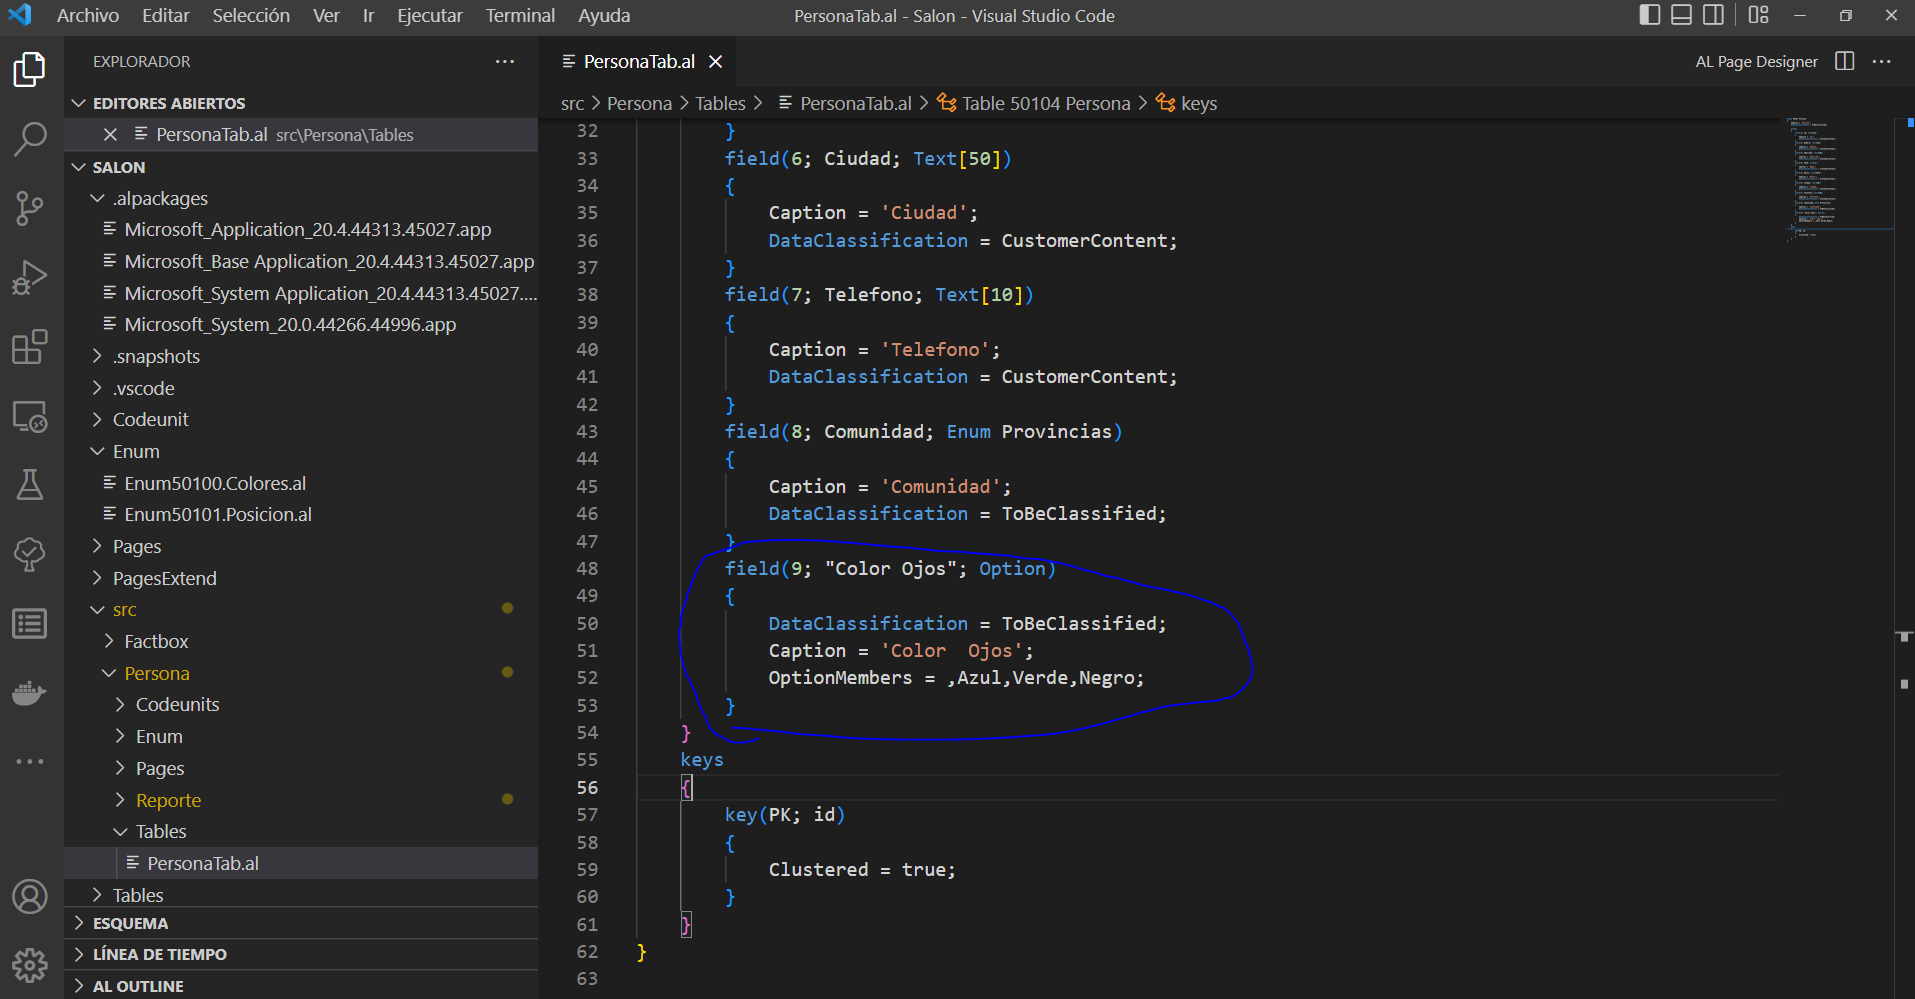 Archivo Editar Selección Ver Ir Ejecutar Terminal Ayuda
PersonaTab.al - Salon - Visual Studio Code
EXPLORADOR
EDITORES ABIERTOS
PersonaTab.al src\Persona\Tables
SALON
.alpackages
Microsoft_Application_20.4.44313.45027.app
Microsoft_Base Application_20.4.44313.45027.app
Microsoft_System Application_20.4.44313.45027....
Microsoft_System_20.0.44266.44996.app
.snapshots
.vscode
Codeunit
Enum
Enum50100.Colores.al
Enum50101.Posicion.al
Pages
PagesExtend
src
Factbox
Persona
Codeunits
Enum
Pages
Reporte
Tables
PersonaTab.al
Tables
ESQUEMA
LÍNEA DE TIEMPO
AL OUTLINE
PersonaTab.al
AL Page Designer
src > Persona > Tables > PersonaTab.al > Table 50104 Persona > keys
32 }
33 field(6; Ciudad; Text[50])
34 {
35 Caption = 'Ciudad';
36 DataClassification = CustomerContent;
37 }
38 field(7; Telefono; Text[10])
39 {
40 Caption = 'Telefono';
41 DataClassification = CustomerContent;
42 }
43 field(8; Comunidad; Enum Provincias)
44 {
45 Caption = 'Comunidad';
46 DataClassification = ToBeClassified;
47 }
48 field(9; "Color Ojos"; Option)
49 {
50 DataClassification = ToBeClassified;
51 Caption = 'Color  Ojos';
52 OptionMembers = ,Azul,Verde,Negro;
53 }
54 }
55 keys
56 {
57 key(PK; id)
58 {
59 Clustered = true;
60 }
61 }
62 }
63